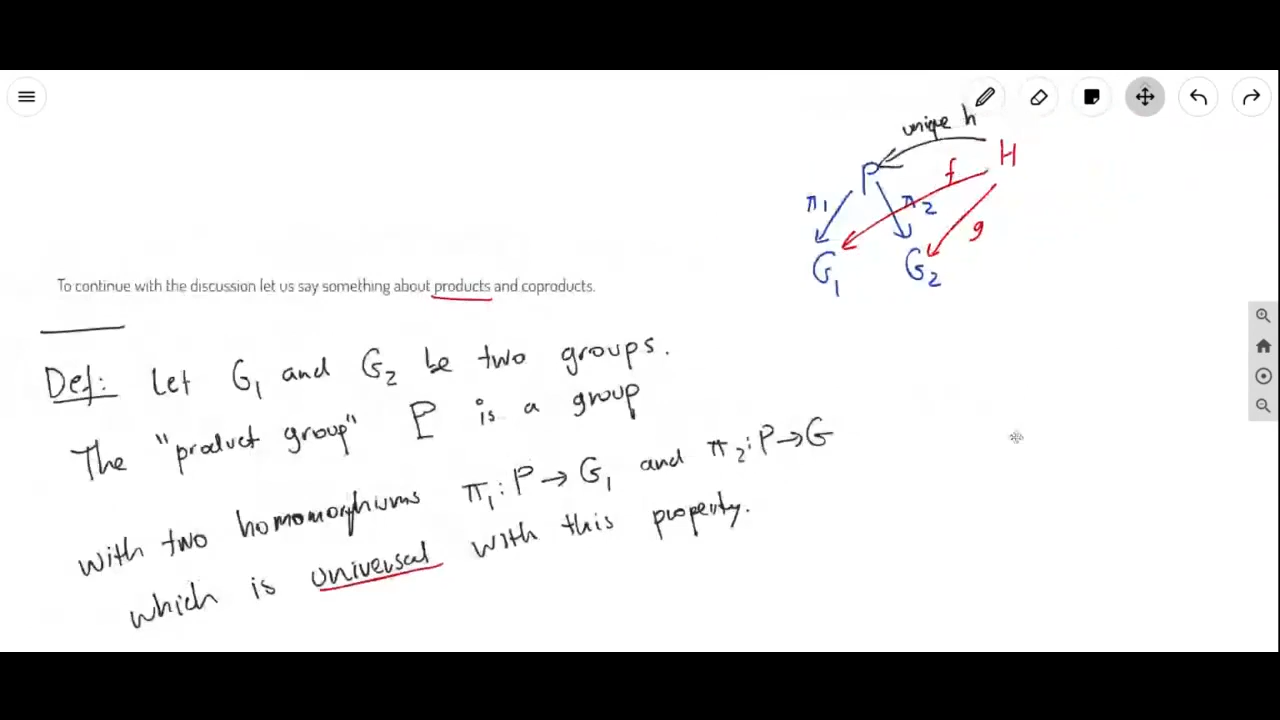 unique h
P
H
f
π1
π2
g
G1
G2
To continue with the discussion let us say something about products and coproducts.
Def: Let G1 and G2 be two groups.
The "product group" P is a group
with two homomorphisms π1: P → G1 and π2: P → G
which is universal with this property.